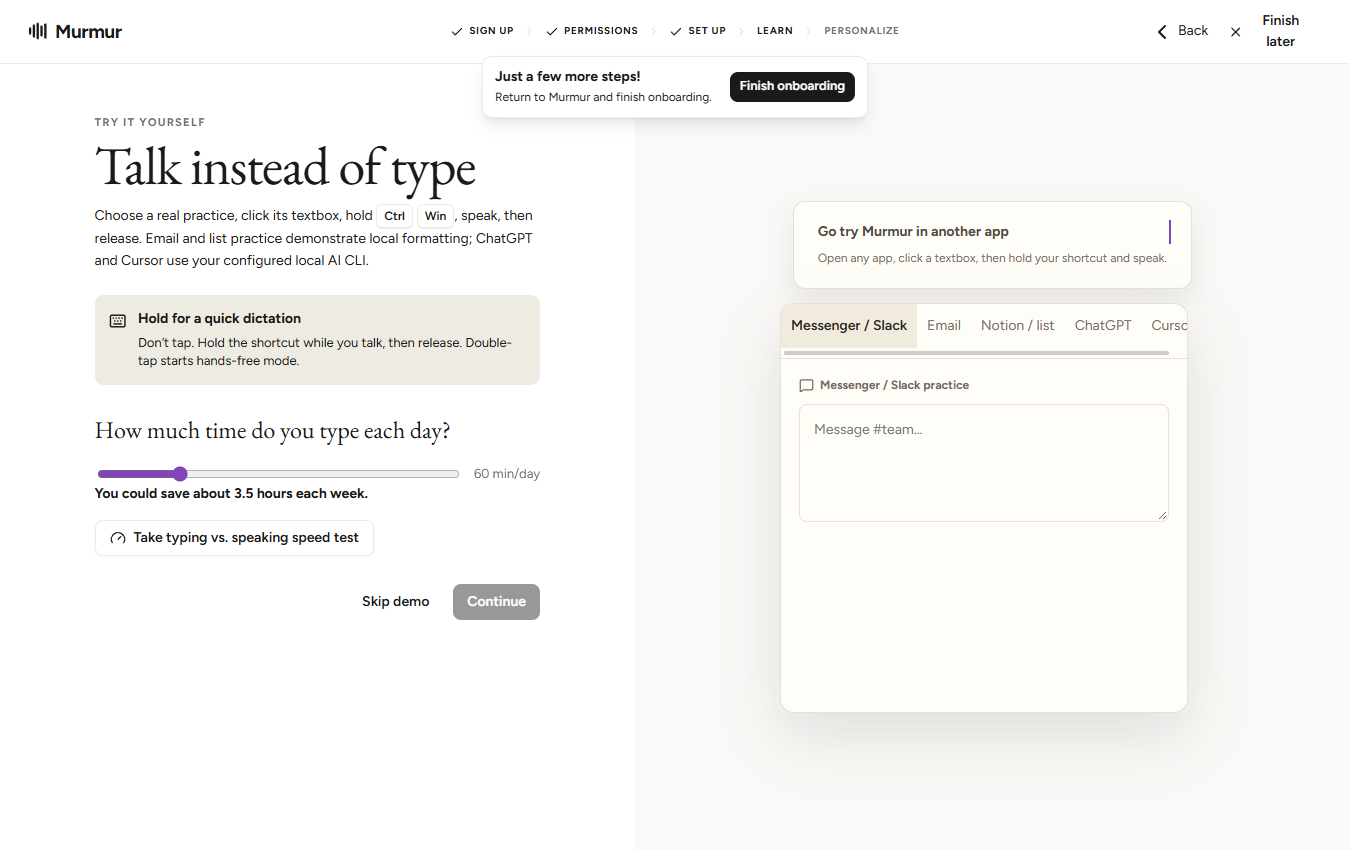 Murmur
SIGN UP
PERMISSIONS
SET UP
LEARN
PERSONALIZE
Back
Finish later
Just a few more steps!
Return to Murmur and finish onboarding.
Finish onboarding
TRY IT YOURSELF
Talk instead of type
Choose a real practice, click its textbox, hold Ctrl Win , speak, then
release. Email and list practice demonstrate local formatting; ChatGPT
and Cursor use your configured local AI CLI.
Hold for a quick dictation
Don’t tap. Hold the shortcut while you talk, then release. Double-
tap starts hands-free mode.
How much time do you type each day?
60 min/day
You could save about 3.5 hours each week.
Take typing vs. speaking speed test
Skip demo
Continue
Go try Murmur in another app
Open any app, click a textbox, then hold your shortcut and speak.
Messenger / Slack
Email
Notion / list
ChatGPT
Curso
Messenger / Slack practice
Message #team…